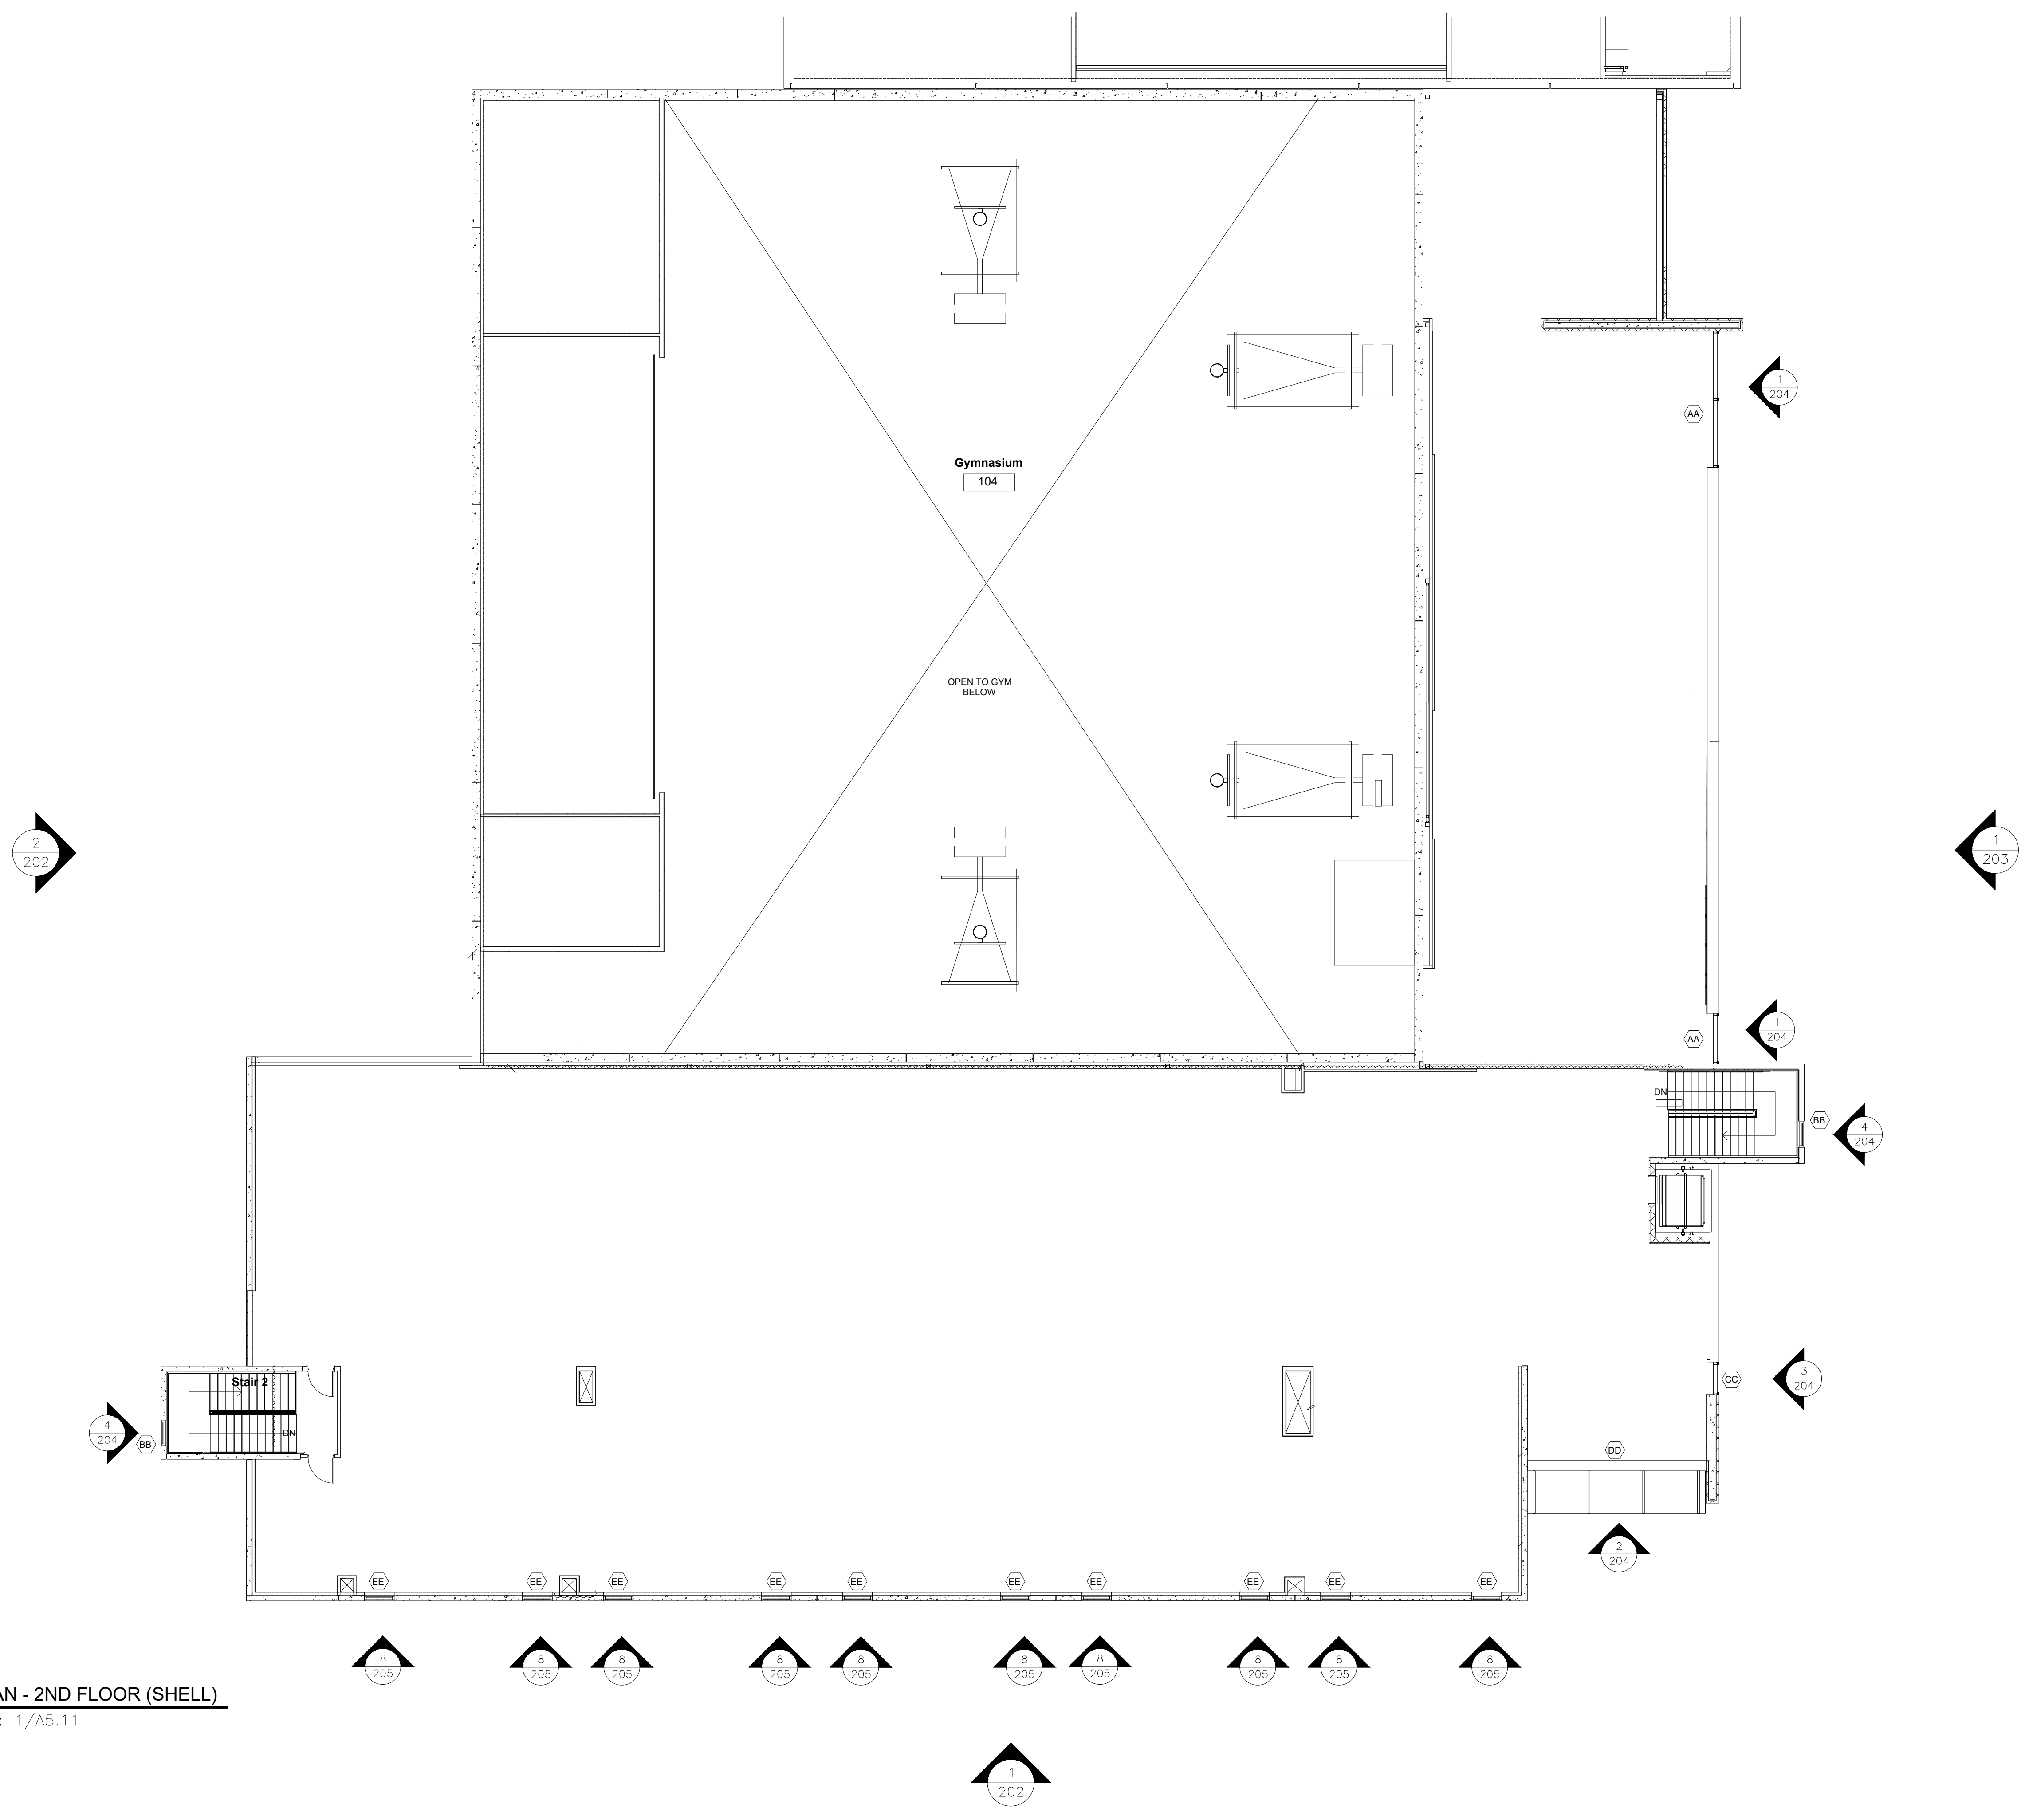 1
204
AA
Gymnasium
104
OPEN TO GYM
BELOW
2
202
1
203
1
204
AA
DN
BB
4
204
Stair 2
DN
4
204
BB
CC
3
204
DD
2
204
EE
EE
EE
EE
EE
EE
EE
EE
EE
EE
8
205
8
205
8
205
8
205
8
205
8
205
8
205
8
205
8
205
8
205
AN - 2ND FLOOR (SHELL)
: 1/A5.11
1
202